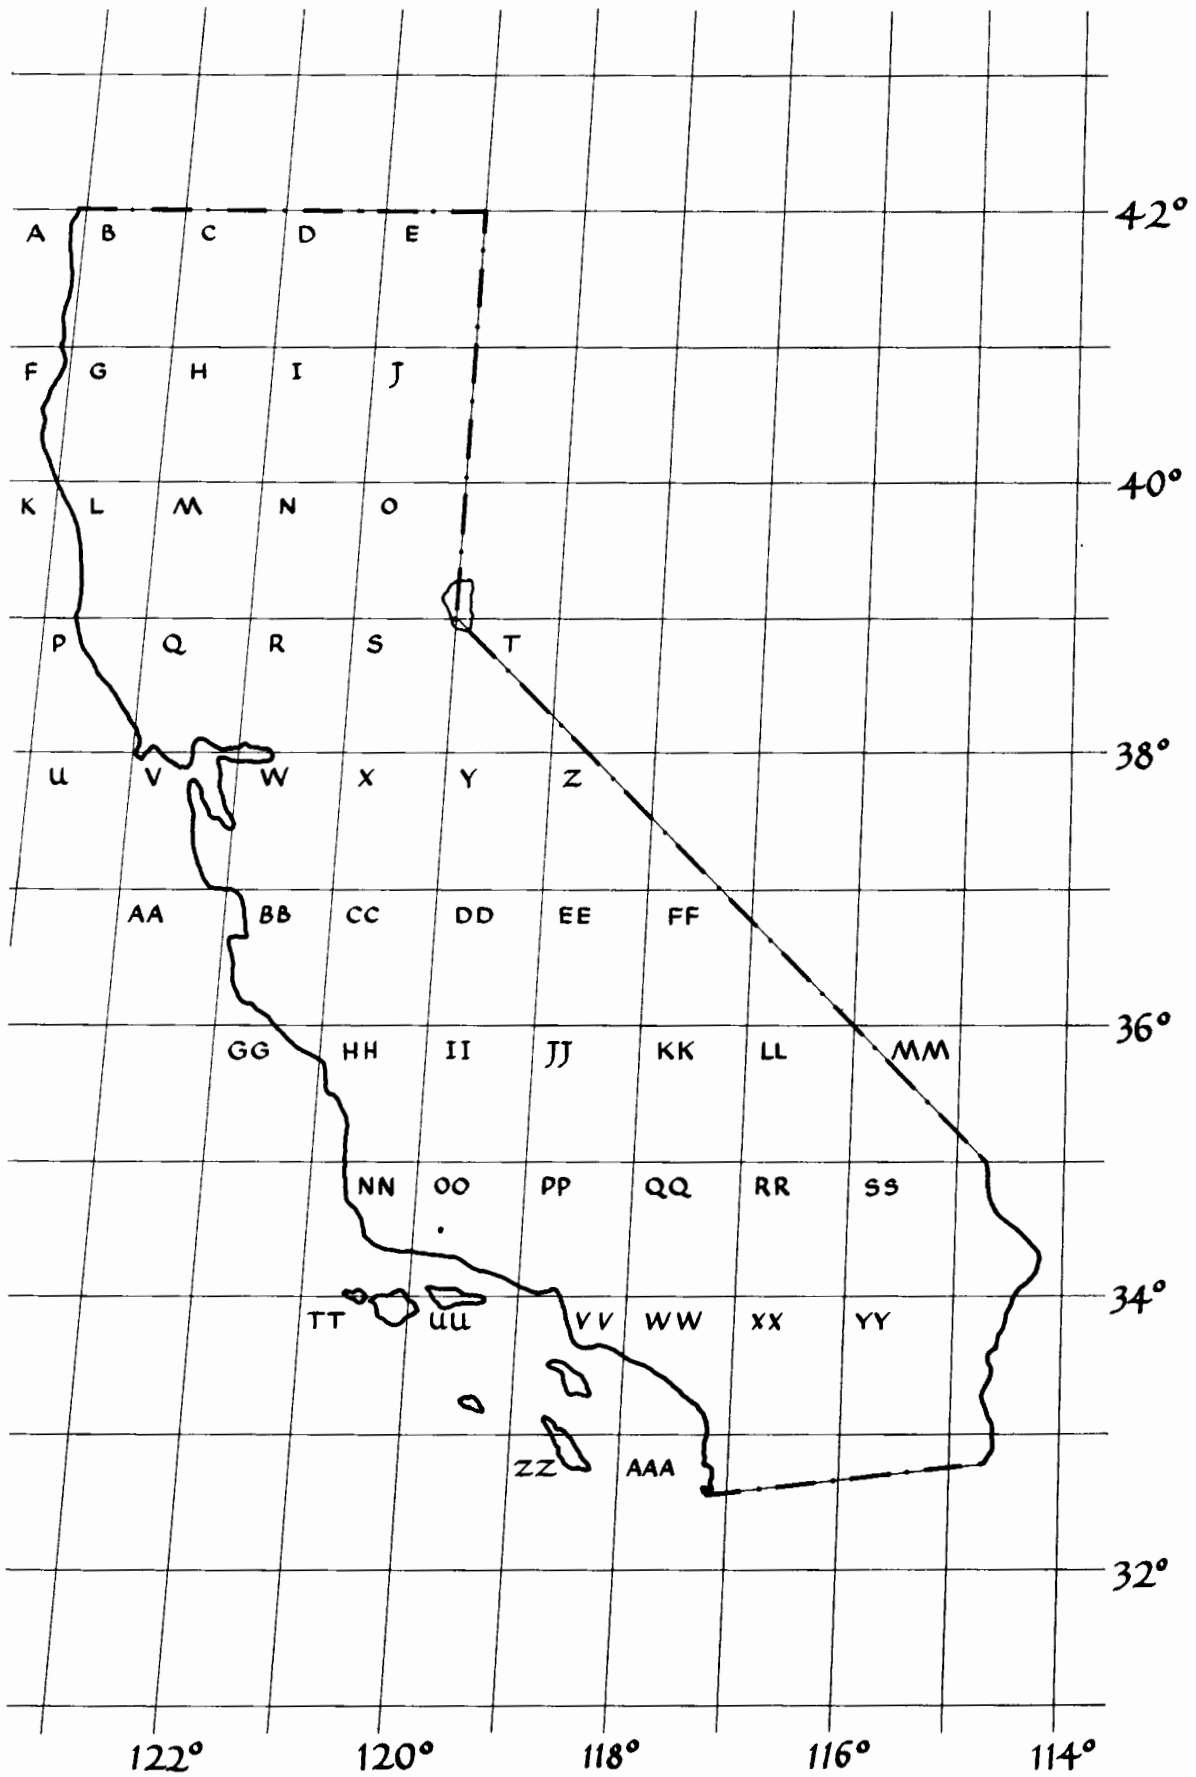 42°
A B C D E
F G H I J
40°
K L M N O
P Q R S T
38°
U V W X Y Z
AA BB CC DD EE FF
36°
GG HH II JJ KK LL MM
NN OO PP QQ RR SS
34°
TT UU VV WW XX YY
ZZ AAA
32°
122° 120° 118° 116° 114°